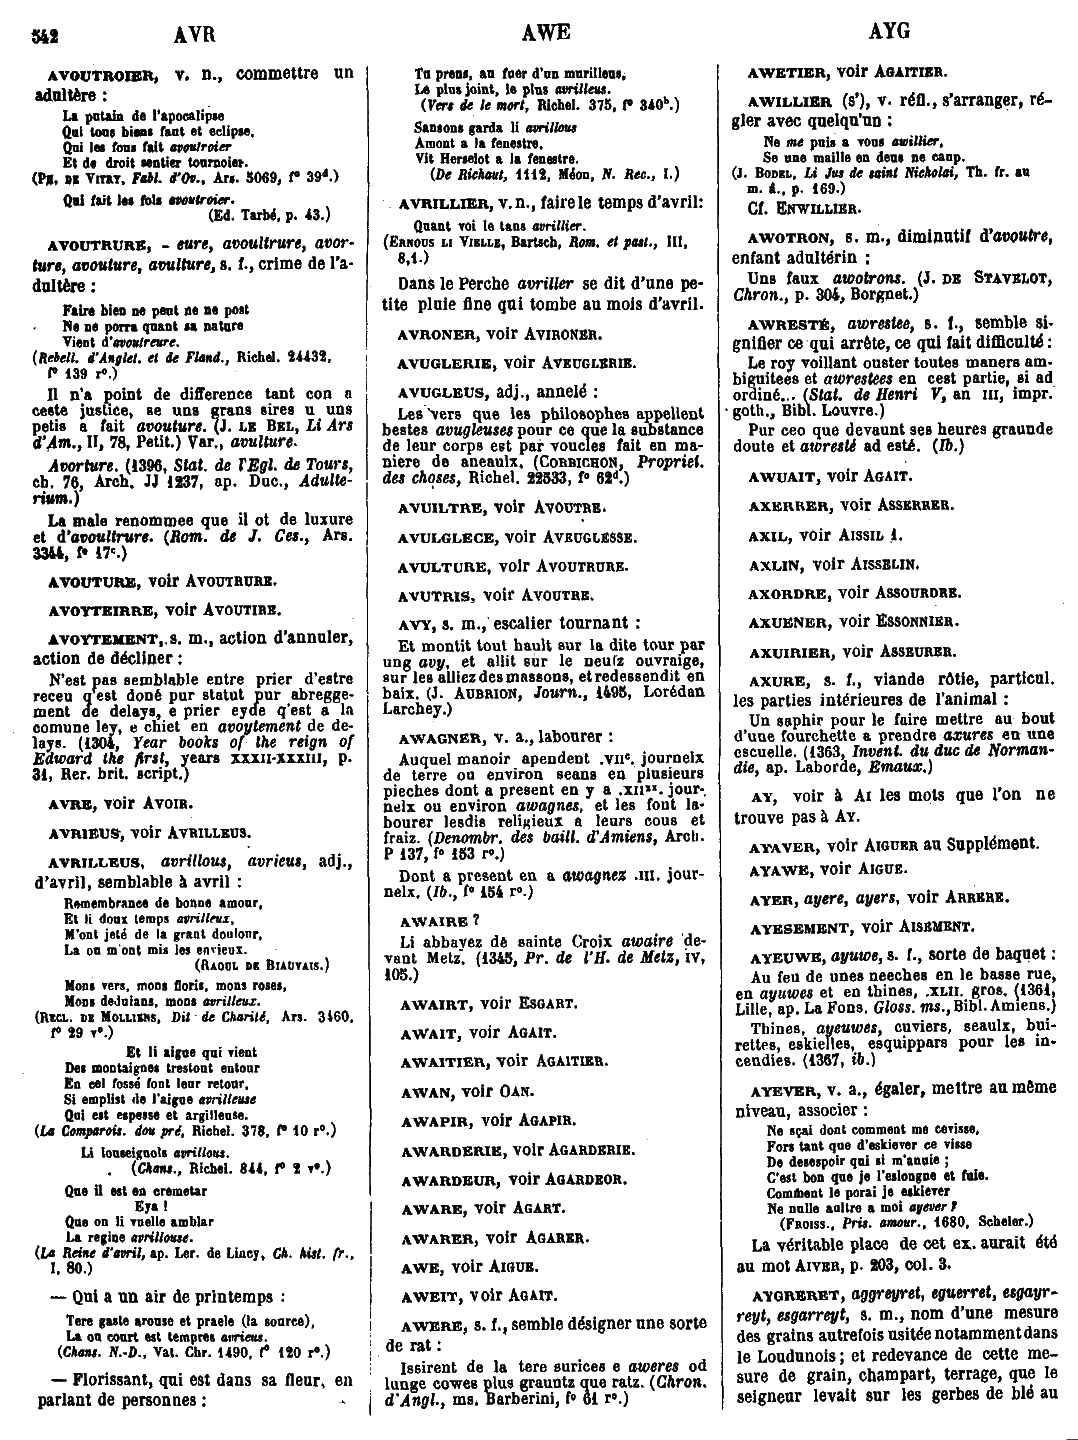 542 AVR AWE AYG
AVOUTROIER, v. n., commettre un
adultère :
La putain de l'apocalipse
Qui tous biens faut et eclipse,
Qui les fous fait avoutroier
Et de droit sentier tournoier.
(PH. DE VITRY, Fabl. d'Ov., Ars. 5069, f° 39d.)
Qui fait les fols avoutroier.
(Ed. Tarbé, p. 43.)
AVOUTRURE, - eure, avoultrure, avor-
ture, avouture, avulture, s. f., crime de l'a-
dultère :
Faire bien ne peut ne ne post
Ne ne porra quant sa nature
Vient d'avoutreure.
(Rebell. d'Anglet. et de Fland., Richel. 24432,
f° 139 r°.)
Il n'a point de difference tant con a
ceste justice, se uns grans sires u uns
petis a fait avouture. (J. LE BEL, Li Ars
d'Am., II, 78, Petit.) Var., avulture.
Avorture. (1396, Stat. de l'Egl. de Tours,
ch. 76, Arch. JJ 1237, ap. Duc., Adulte-
rium.)
La male renommee que il ot de luxure
et d'avoultrure. (Rom. de J. Ces., Ars.
3344, f° 17c.)
AVOUTURE, voir AVOUTRURE.
AVOYTEIRRE, voir AVOUTIRE.
AVOYTEMENT, s. m., action d'annuler,
action de décliner :
N'est pas semblable entre prier d'estre
receu q'est doné pur statut pur abregge-
ment de delays, e prier eyde q'est a la
comune ley, e chiet en avoytement de de-
lays. (1304, Year books of the reign of
Edward the first, years XXXII-XXXIII, p.
31, Rer. brit. script.)
AVRE, voir AVOIR.
AVRIEUS, voir AVRILLEUS.
AVRILLEUS, avrillous, avrieus, adj.,
d'avril, semblable à avril :
Remembrance de bonne amour,
Et li doux temps avrilleux,
M'ont jeté de la grant doulour,
La ou m'ont mis les envieux.
(RAOUL DE BIAUVAIS.)
Mons vers, mons floris, mons roses,
Mons deduians, mons avrilleux.
(RECL. DE MOLLIENS, Dit de Charité, Ars. 3460,
f° 29 v°.)
Et li aigue qui vient
Des montaignes trestout entour
En cel fossé font leur retour,
Si emplist de l'aigue avrilleuse
Qui est espesse et argilleuse.
(La Comparois. dou pré, Richel. 378, f° 10 r°.)
Li louseignols avrillous.
(Chans., Richel. 844, f° 2 v°.)
Que il est en cremetar
Eya !
Que on li vuelle amblar
La regine avrillouse.
(La Reine d'avril, ap. Ler. de Lincy, Ch. hist. fr.,
I, 80.)
— Qui a un air de printemps :
Tere gaste arouse et praele (la source),
La ou court est tempres avrieus.
(Chans. N.-D., Vat. Chr. 1490, f° 120 r°.)
— Florissant, qui est dans sa fleur, en
parlant de personnes :
Tu prens, au fuer d'un murilleus,
Le plus joint, le plus avrilleus.
(Vers de le mort, Richel. 375, f° 340b.)
Sansons garda li avrillous
Amont a la fenestre,
Vit Herselot a la fenestre.
(De Richaut, 1112, Méon, N. Rec., I.)
AVRILLIER, v. n., faire le temps d'avril :
Quant voi le tans avrillier.
(ERNOUS LI VIELLE, Bartsch, Rom. et past., III,
8,1.)
Dans le Perche avriller se dit d'une pe-
tite pluie fine qui tombe au mois d'avril.
AVRONER, voir AVIRONER.
AVUGLERIE, voir AVEUGLERIE.
AVUGLEUS, adj., annelé :
Les vers que les philosophes appellent
bestes avugleuses pour ce que la substance
de leur corps est par voucles fait en ma-
niere de aneaulx. (CORBICHON, Propriet.
des choses, Richel. 22533, f° 62d.)
AVUILTRE, voir AVOUTRE.
AVULGLECE, voir AVEUGLESSE.
AVULTURE, voir AVOUTRURE.
AVUTRIS, voir AVOUTRE.
AVY, s. m., escalier tournant :
Et montit tout hault sur la dite tour par
ung avy, et allit sur le neufz ouvraige,
sur les alliez des massons, et redessendit en
baix. (J. AUBRION, Journ., 1495, Lorédan
Larchey.)
AWAGNER, v. a., labourer :
Auquel manoir apendent .VIIc. journelx
de terre ou environ seans en plusieurs
pieches dont a present en y a .XIIxx. jour-
nelx ou environ awagnes, et les font la-
bourer lesdis religieux a leurs cous et
fraiz. (Denombr. des baill. d'Amiens, Arch.
P 137, f° 153 r°.)
Dont a present en a awagnez .III. jour-
nelx. (Ib., f° 154 r°.)
AWAIRE ?
Li abbayez de sainte Croix awaire de-
vant Metz. (1345, Pr. de l'H. de Metz, IV,
105.)
AWAIRT, voir ESGART.
AWAIT, voir AGAIT.
AWAITIER, voir AGAITIER.
AWAN, voir OAN.
AWAPIR, voir AGAPIR.
AWARDERIE, voir AGARDERIE.
AWARDEUR, voir AGARDEOR.
AWARE, voir AGART.
AWARER, voir AGARER.
AWE, voir AIGUE.
AWEIT, voir AGAIT.
AWERE, s. f., semble désigner une sorte
de rat :
Issirent de la tere surices e aweres od
lunge cowes plus grauntz que ratz. (Chron.
d'Angl., ms. Barberini, f° 61 r°.)
AWETIER, voir AGAITIER.
AWILLIER (s'), v. réfl., s'arranger, ré-
gler avec quelqu'un :
Ne me puis a vous awillier,
Se une maille en deus ne caup.
(J. BODEL, Li Jus de saint Nicholai, Th. fr. au
m. â., p. 169.)
Cf. ENWILLIER.
AWOTRON, s. m., diminutif d'avoutre,
enfant adultérin :
Uns faux awotrons. (J. DE STAVELOT,
Chron., p. 304, Borgnet.)
AWRESTÉ, awrestee, s. f., semble si-
gnifier ce qui arrête, ce qui fait difficulté :
Le roy voillant ouster toutes maners am-
biguitees et awrestees en cest partie, si ad
ordiné... (Stat. de Henri V, an III, impr.
goth., Bibl. Louvre.)
Pur ceo que devaunt ses heures graunde
doute et awresté ad esté. (Ib.)
AWUAIT, voir AGAIT.
AXERRER, voir ASSERRER.
AXIL, voir AISSIL 1.
AXLIN, voir AISSELIN.
AXORDRE, voir ASSOURDRE.
AXUENER, voir ESSONNIER.
AXUIRIER, voir ASSEURER.
AXURE, s. f., viande rôtie, particul.
les parties intérieures de l'animal :
Un saphir pour le faire mettre au bout
d'une fourchette a prendre axures en une
escuelle. (1363, Invent. du duc de Norman-
die, ap. Laborde, Emaux.)
AY, voir à AI les mots que l'on ne
trouve pas à AY.
AYAVER, voir AIGUER au Supplément.
AYAWE, voir AIGUE.
AYER, ayere, ayers, voir ARRERE.
AYESEMENT, voir AISEMENT.
AYEUWE, ayuwe, s. f., sorte de baquet :
Au feu de unes neeches en le basse rue,
en ayuwes et en thines, .XLII. gros. (1361,
Lille, ap. La Fons, Gloss. ms., Bibl. Amiens.)
Thines, ayeuwes, cuviers, seaulx, bui-
rettes, eskielles, esquippars pour les in-
cendies. (1367, ib.)
AYEVER, v. a., égaler, mettre au même
niveau, associer :
Ne sçai dont comment me cevisse,
Fors tant que d'eskiever ce visse
De desespoir qui si m'anuie ;
C'est bon que je l'eslongne et fuie.
Comment le porai je eskiever
Ne nulle aultre a moi ayever ?
(FROISS., Pris. amour., 1680, Scheler.)
La véritable place de cet ex. aurait été
au mot AIVER, p. 203, col. 3.
AYGRERET, aggreyret, eguerret, esgayr-
reyt, esgarreyt, s. m., nom d'une mesure
des grains autrefois usitée notamment dans
le Loudunois ; et redevance de cette me-
sure de grain, champart, terrage, que le
seigneur levait sur les gerbes de blé au